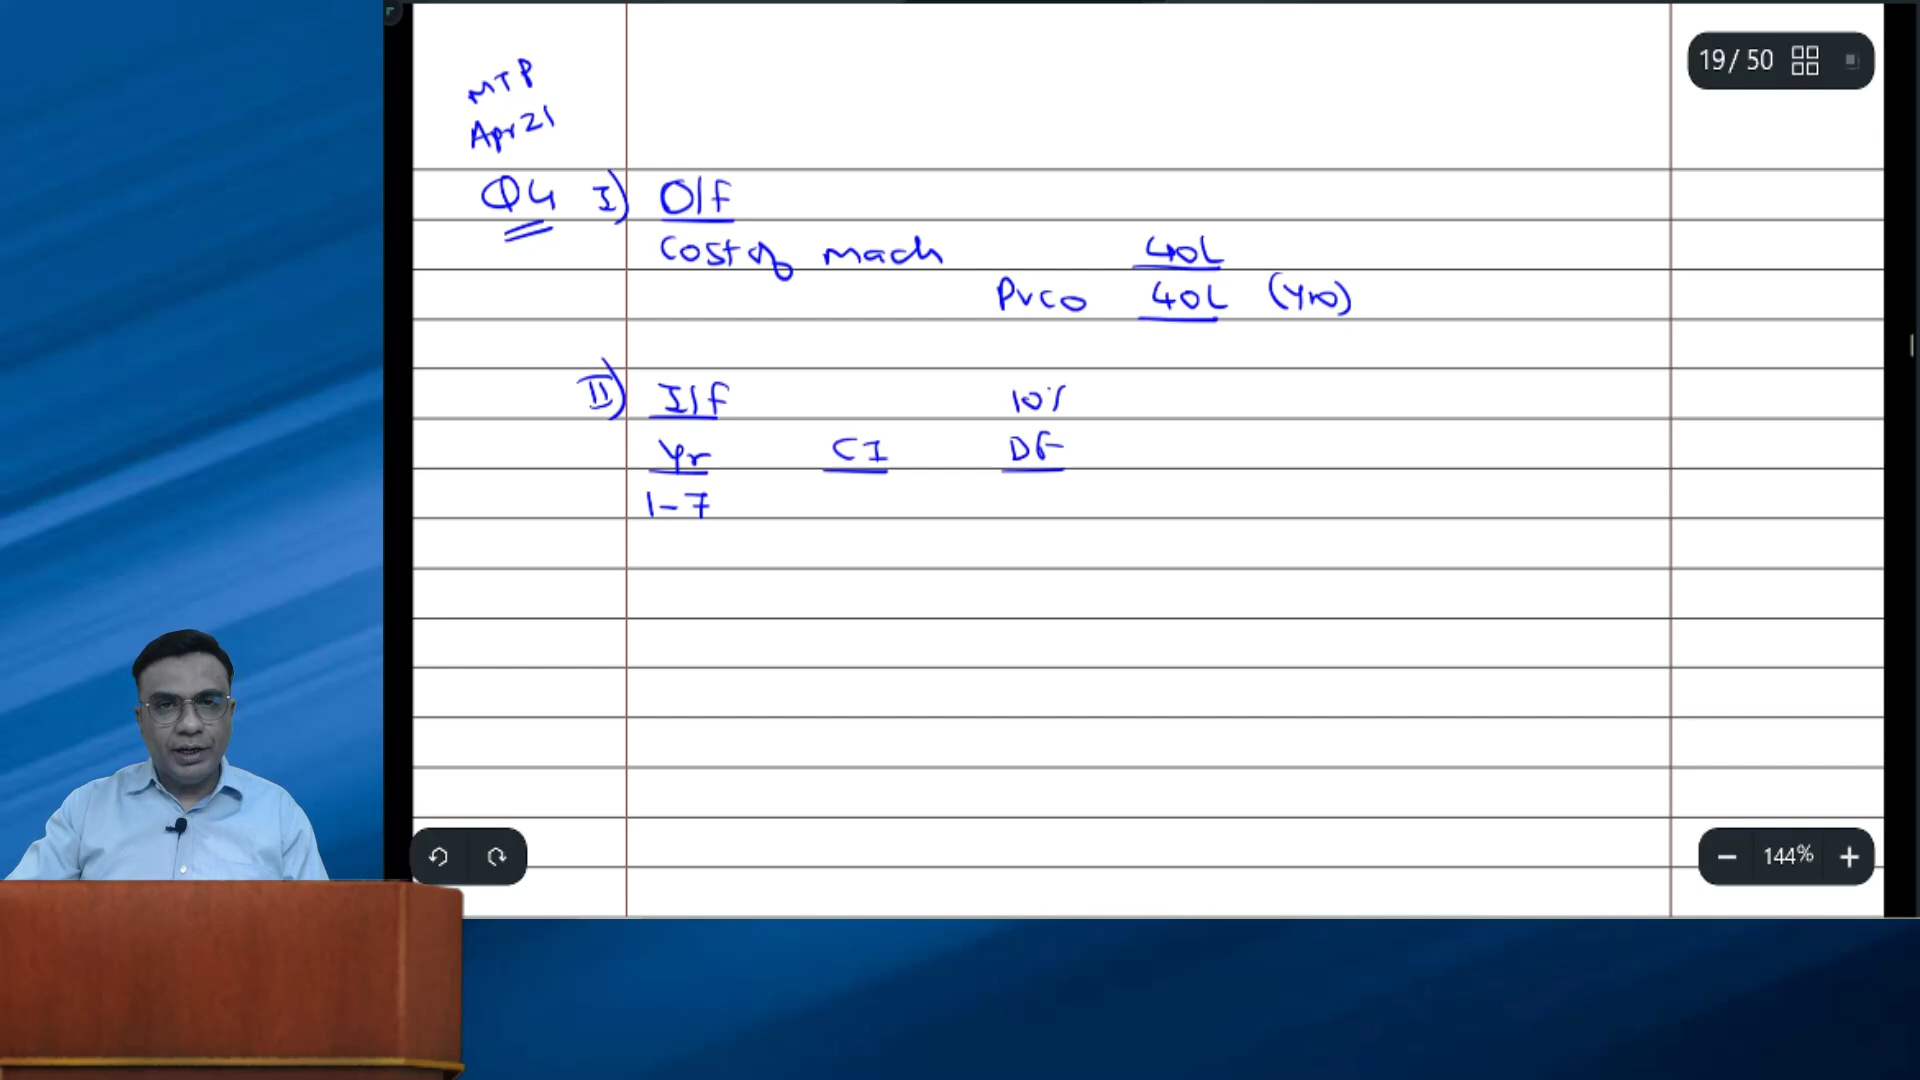 19 / 50
MTP
Apr21
Q4 I) O/F
Cost of mach 40L
PVCO 40L (Yr0)
II) I/F 10%
Yr CI DF
1-7
144%